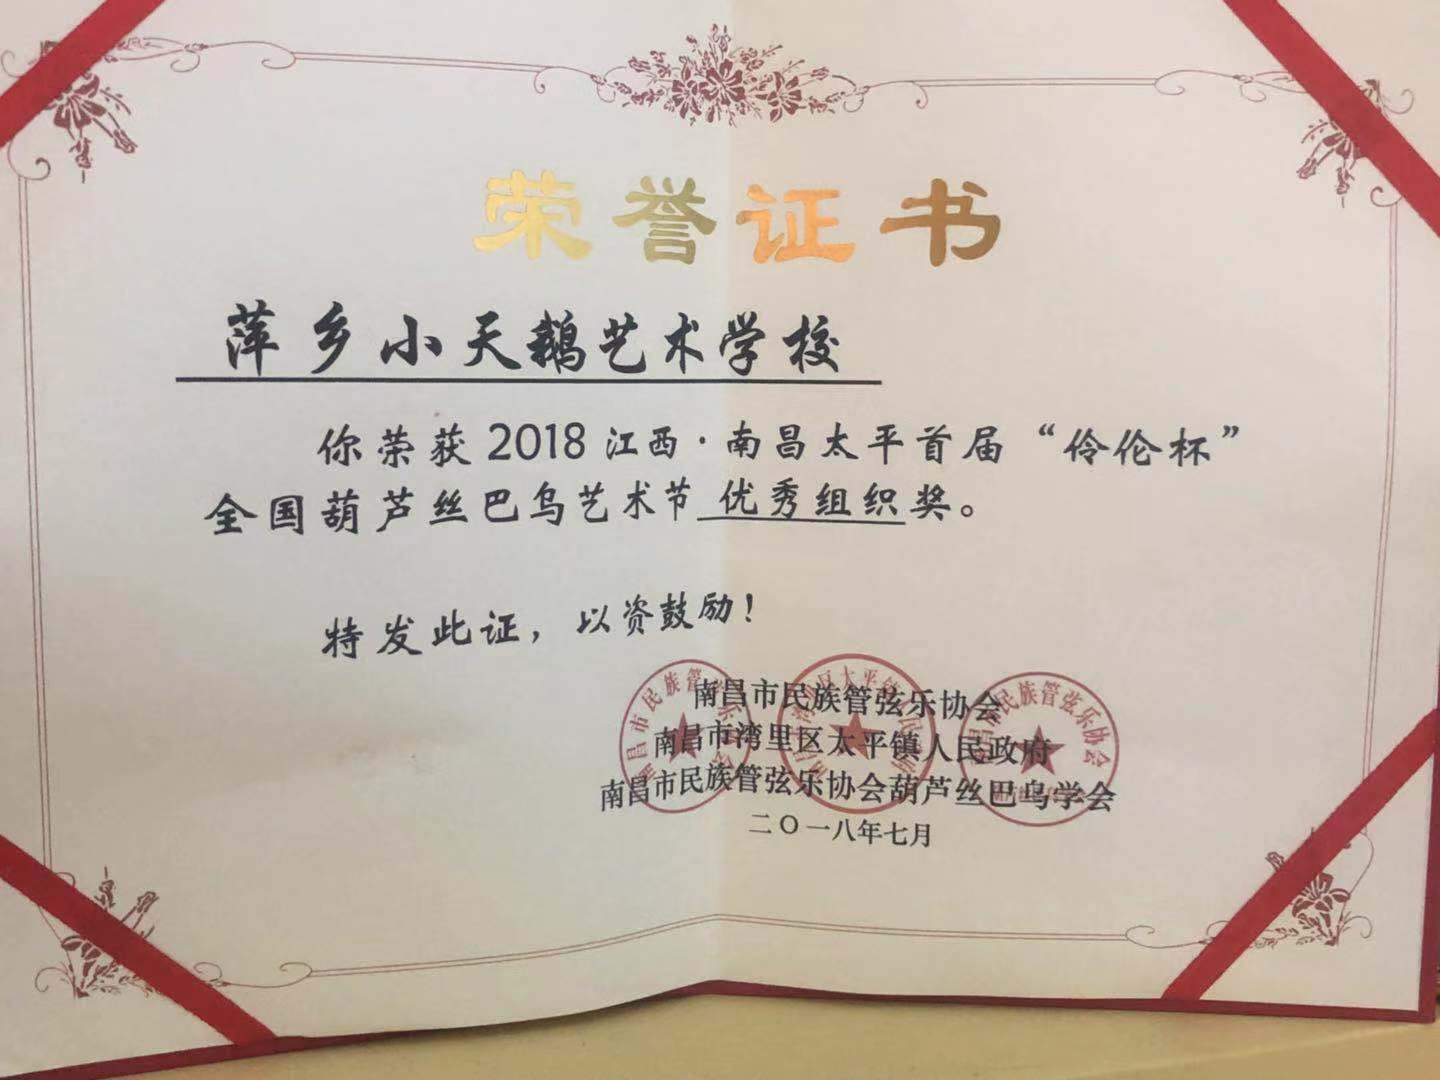 荣誉证书
萍乡小天鹅艺术学校
你荣获2018江西·南昌太平首届“伶伦杯”
全国葫芦丝巴乌艺术节优秀组织奖。
特发此证，以资鼓励！
南昌市民族管弦乐协会
南昌市湾里区太平镇人民政府
南昌市民族管弦乐协会葫芦丝巴乌学会
二〇一八年七月